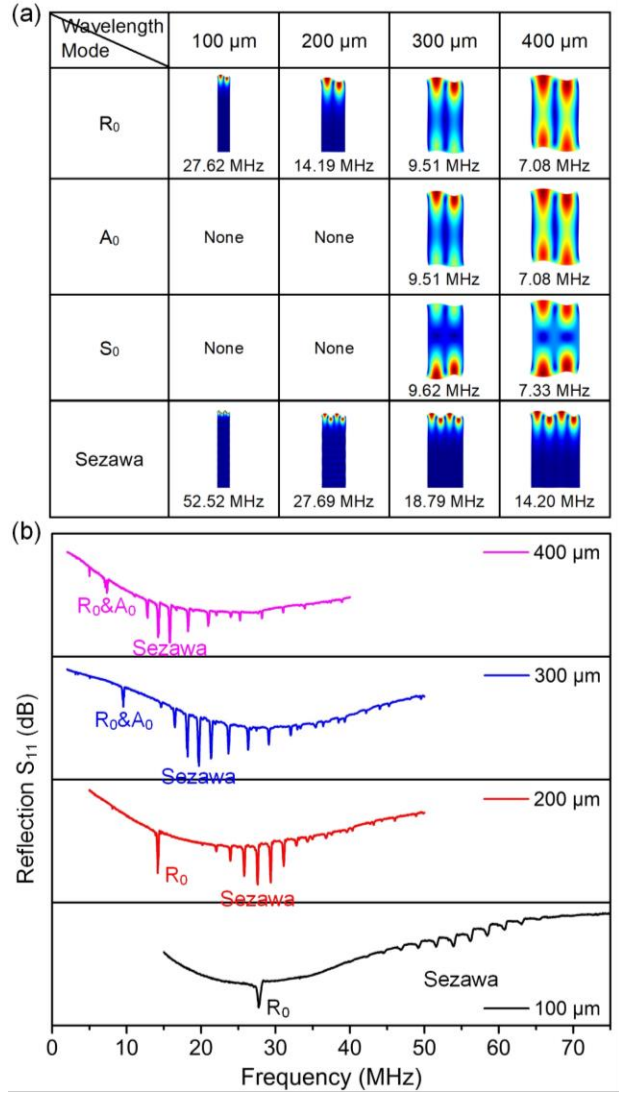 (a)
Wavelength
Mode
100 μm
200 μm
300 μm
400 μm
R₀
27.62 MHz
14.19 MHz
9.51 MHz
7.08 MHz
A₀
None
None
9.51 MHz
7.08 MHz
S₀
None
None
9.62 MHz
7.33 MHz
Sezawa
52.52 MHz
27.69 MHz
18.79 MHz
14.20 MHz
(b)
400 μm
R₀&A₀
Sezawa
300 μm
R₀&A₀
Sezawa
200 μm
R₀
Sezawa
Sezawa
R₀
100 μm
Reflection S₁₁ (dB)
0 10 20 30 40 50 60 70
Frequency (MHz)